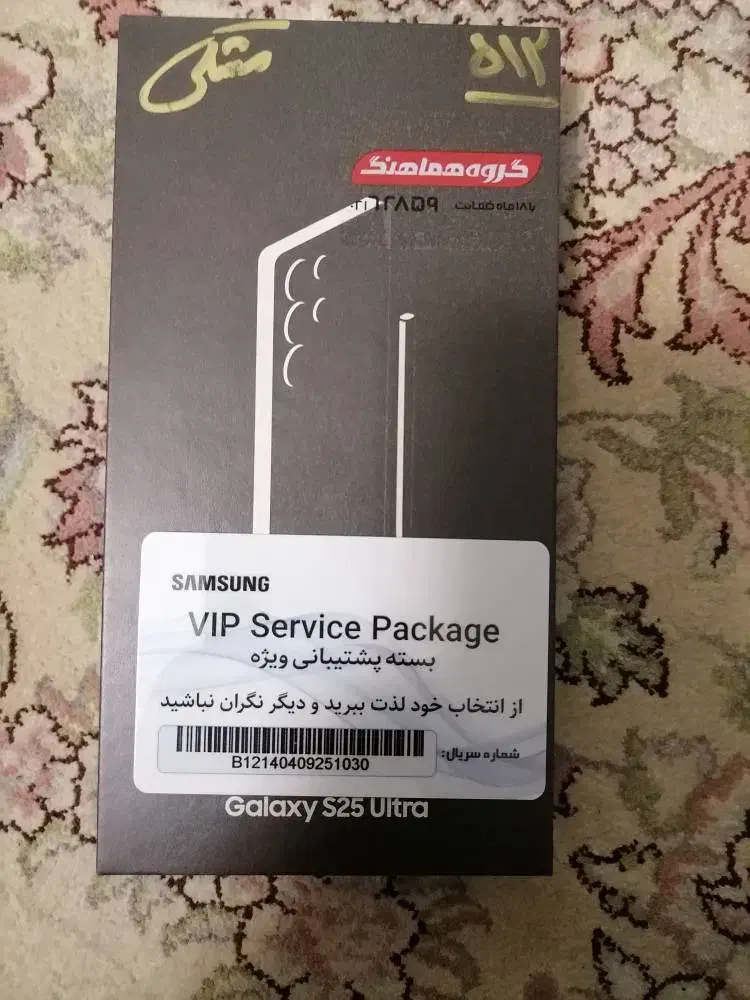 مشکی
۵۱۲
گروه هماهنگ
با ۱۸ ماه ضمانت ۰۲۱۶۲۸۵۹
SAMSUNG
VIP Service Package
بسته پشتیبانی ویژه
از انتخاب خود لذت ببرید و دیگر نگران نباشید
شماره سریال:
B12140409251030
Galaxy S25 Ultra